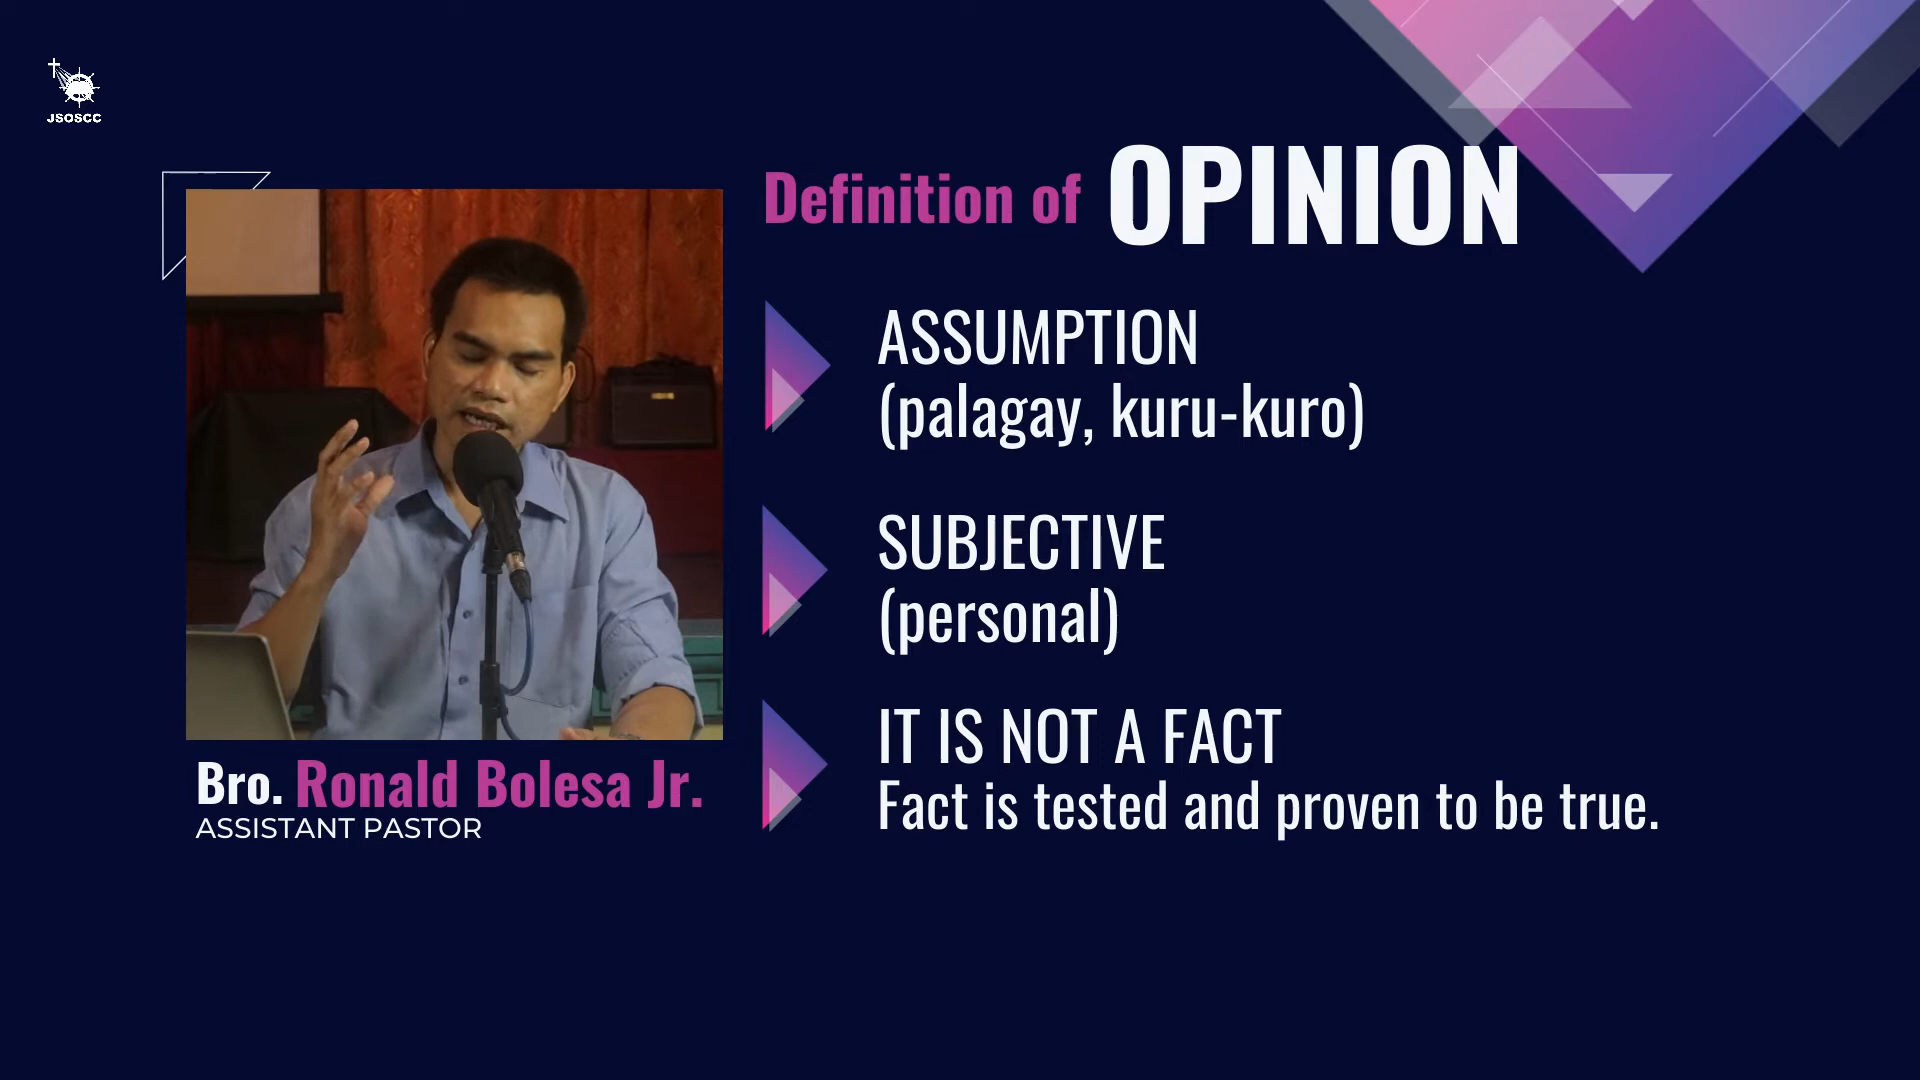 JSOSCC
Definition of OPINION
ASSUMPTION
(palagay, kuru-kuro)
SUBJECTIVE
(personal)
IT IS NOT A FACT
Fact is tested and proven to be true.
Bro. Ronald Bolesa Jr.
ASSISTANT PASTOR